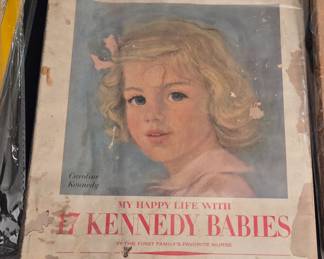 Caroline
Kennedy
MY HAPPY LIFE WITH
17 KENNEDY BABIES
BY THE FIRST FAMILY'S FAVORITE NURSE